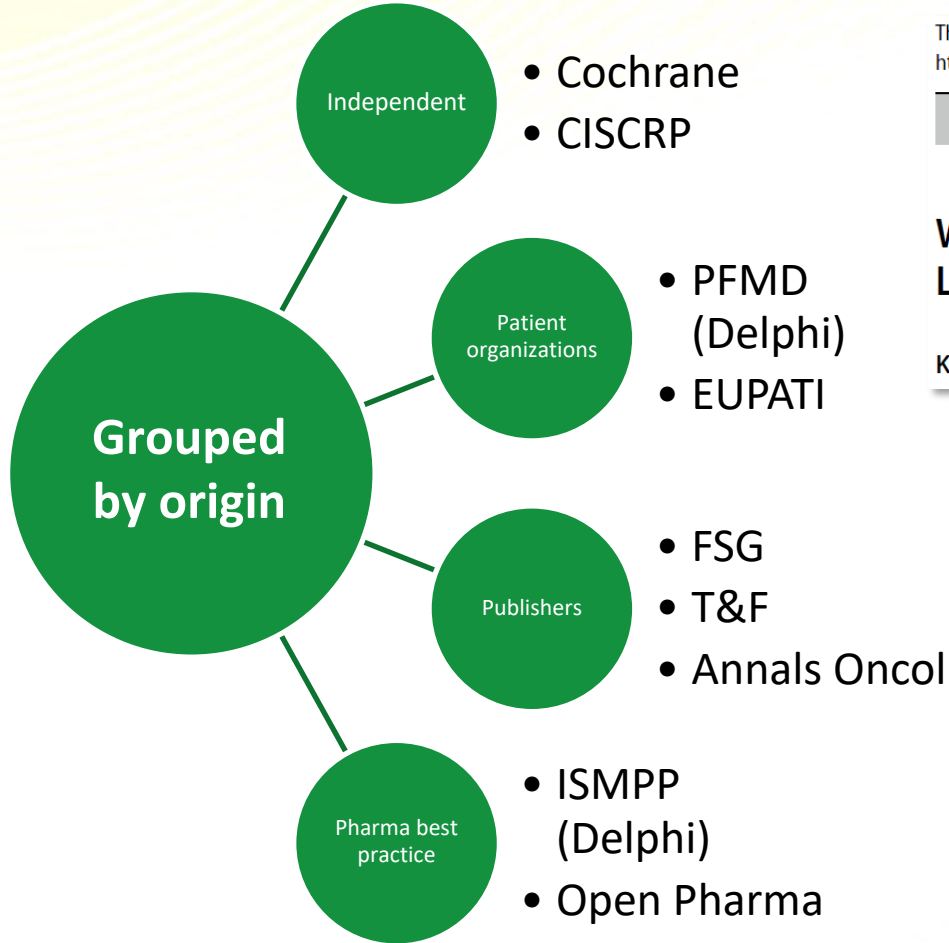 Independent
• Cochrane
• CISCRP
Patient
organizations
• PFMD
(Delphi)
• EUPATI
Grouped
by origin
Publishers
• FSG
• T&F
• Annals Oncol
Pharma best
practice
• ISMPP
(Delphi)
• Open Pharma